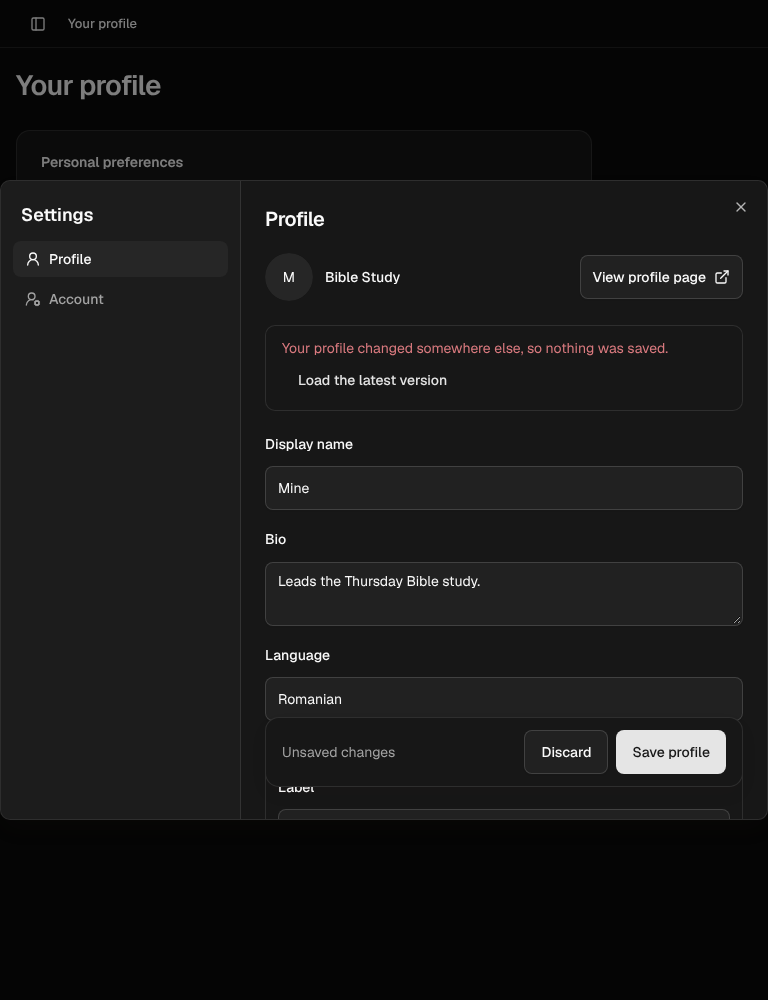 Your profile
Your profile
Personal preferences
Settings
Profile
Account
Profile
M
Bible Study
View profile page
Your profile changed somewhere else, so nothing was saved.
Load the latest version
Display name
Mine
Bio
Leads the Thursday Bible study.
Language
Romanian
Unsaved changes
Discard
Save profile
Label